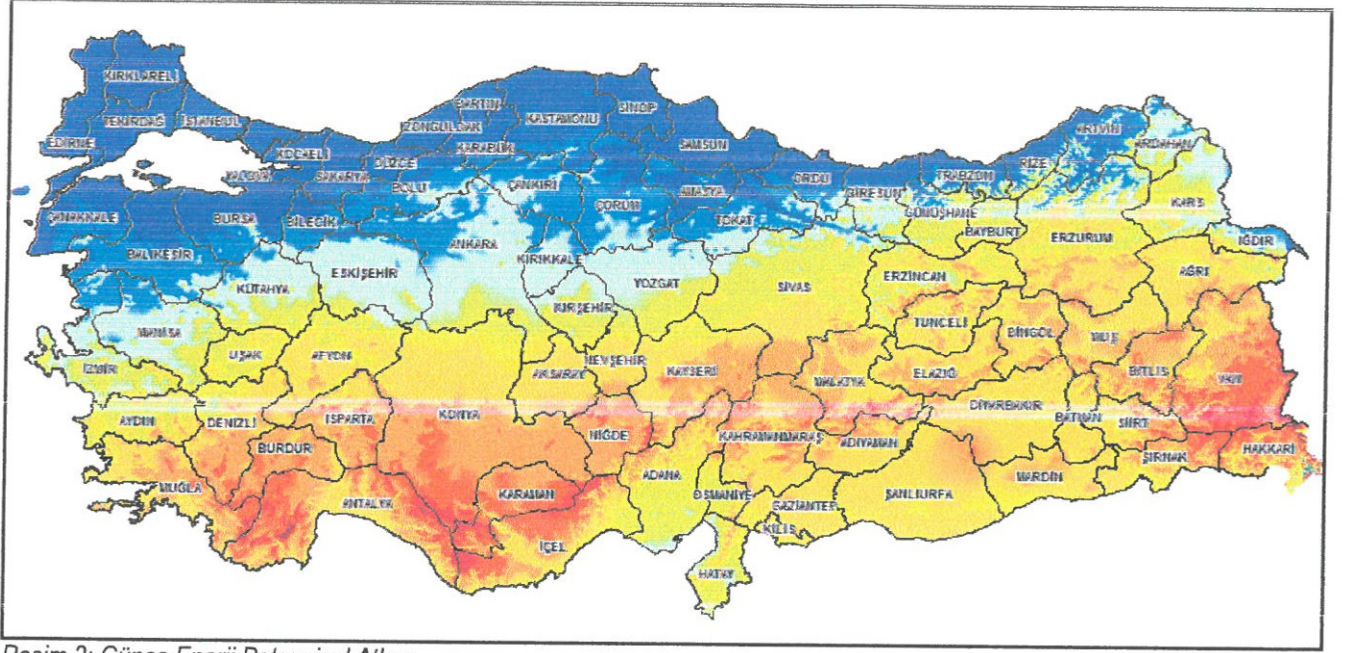 KIRKLARELİ
TEKİRDAĞ
İSTANBUL
EDİRNE
KOCAELİ
YALOVA
SAKARYA
DÜZCE
ZONGULDAK
BARTIN
KARABÜK
KASTAMONU
SİNOP
SAMSUN
BOLU
ÇANKIRI
ÇORUM
AMASYA
TOKAT
ORDU
GİRESUN
TRABZON
RİZE
ARTVİN
ARDAHAN
KARS
IĞDIR
GÜMÜŞHANE
BAYBURT
ERZURUM
AĞRI
ÇANAKKALE
BURSA
BİLECİK
BALIKESİR
KÜTAHYA
ESKİŞEHİR
ANKARA
KIRIKKALE
YOZGAT
KIRŞEHİR
SİVAS
ERZİNCAN
TUNCELİ
BİNGÖL
MUŞ
BİTLİS
VAN
MANİSA
UŞAK
AFYON
İZMİR
AKSARAY
NEVŞEHİR
KAYSERİ
MALATYA
ELAZIĞ
DİYARBAKIR
BATMAN
SİİRT
AYDIN
DENİZLİ
ISPARTA
KONYA
BURDUR
NİĞDE
KAHRAMANMARAŞ
ADIYAMAN
ŞIRNAK
HAKKARİ
MUĞLA
ANTALYA
KARAMAN
ADANA
OSMANİYE
GAZİANTEP
ŞANLIURFA
MARDİN
KİLİS
İÇEL
HATAY